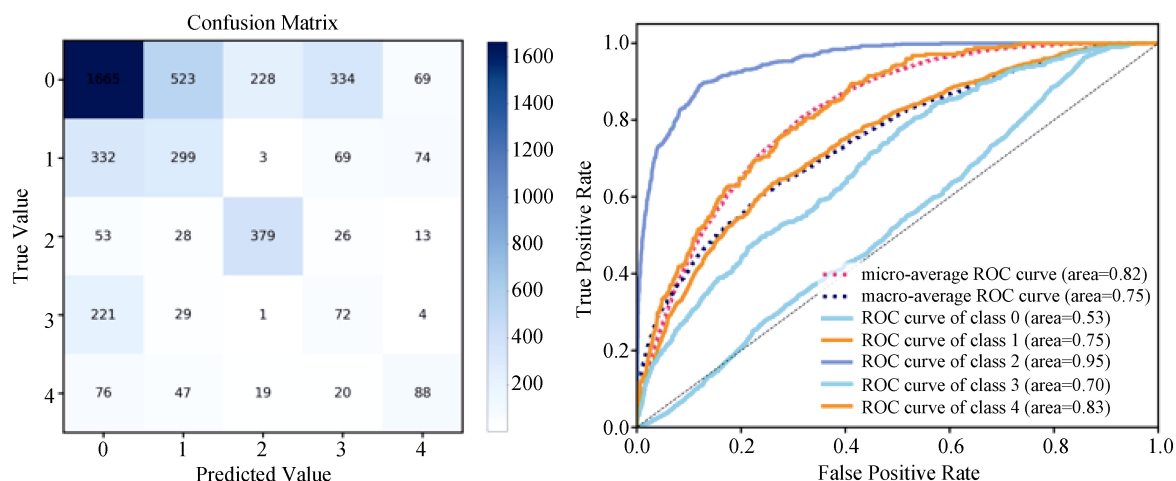 Confusion Matrix
0 1665 523 228 334 69
1 332 299 3 69 74
2 53 28 379 26 13
3 221 29 1 72 4
4 76 47 19 20 88
0 1 2 3 4
Predicted Value
True Value
1600
1400
1200
1000
800
600
400
200
True Positive Rate
1.0
0.8
0.6
0.4
0.2
0.0
0.0 0.2 0.4 0.6 0.8 1.0
False Positive Rate
micro-average ROC curve (area=0.82)
macro-average ROC curve (area=0.75)
ROC curve of class 0 (area=0.53)
ROC curve of class 1 (area=0.75)
ROC curve of class 2 (area=0.95)
ROC curve of class 3 (area=0.70)
ROC curve of class 4 (area=0.83)